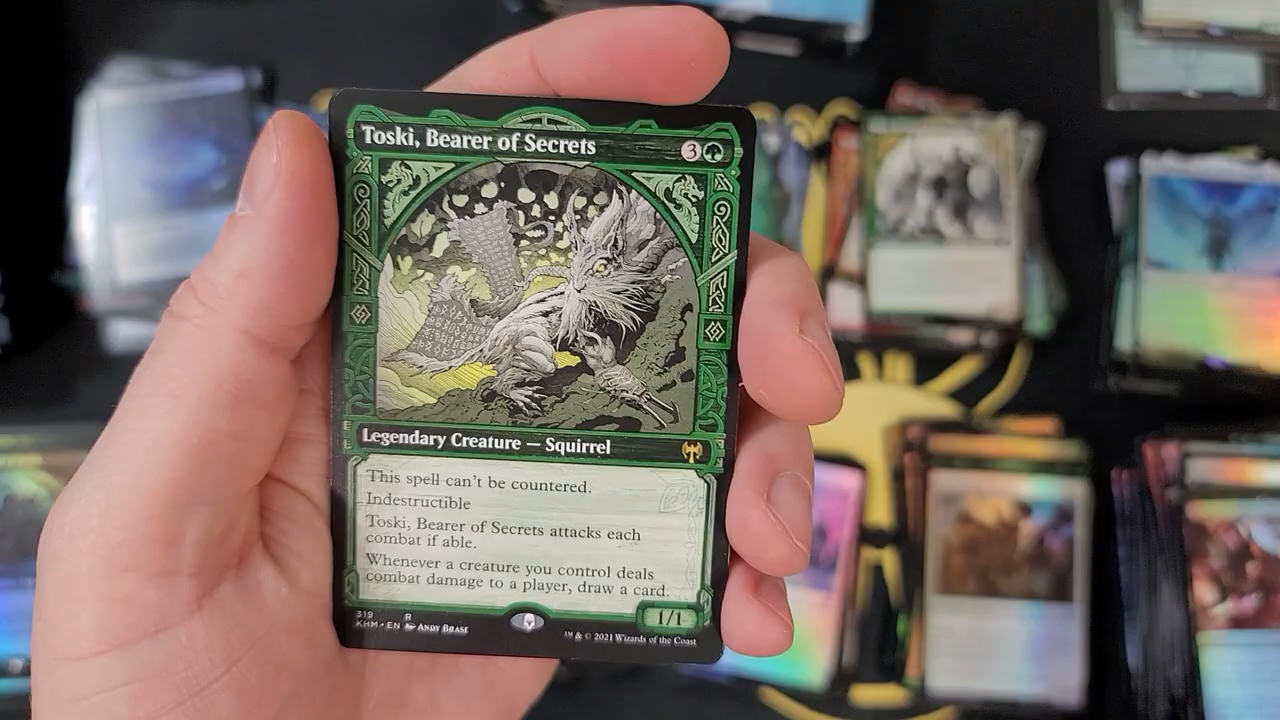 Toski, Bearer of Secrets 3
Legendary Creature — Squirrel
This spell can't be countered.
Indestructible
Toski, Bearer of Secrets attacks each
combat if able.
Whenever a creature you control deals
combat damage to a player, draw a card.
1/1
319 R
KHM • EN ANDY BRASE
™ & © 2021 Wizards of the Coast